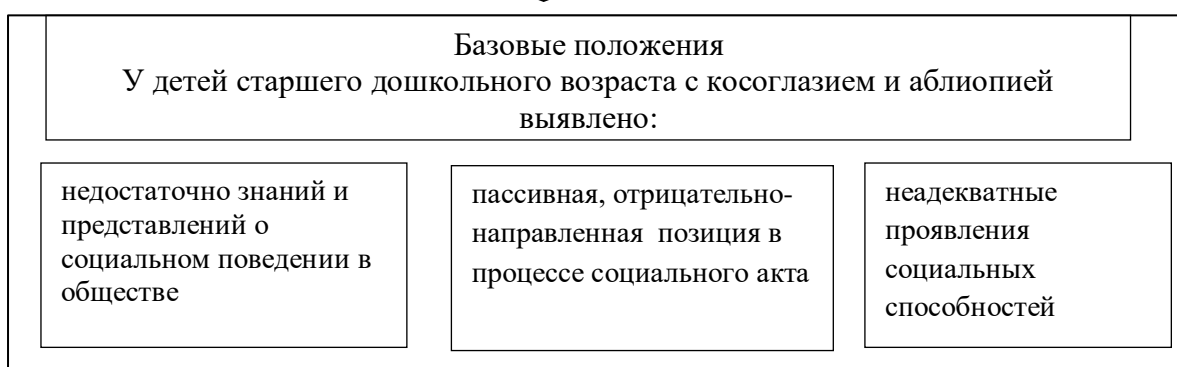 Базовые положения
У детей старшего дошкольного возраста с косоглазием и аблиопией
выявлено:
недостаточно знаний и
представлений о
социальном поведении в
обществе
пассивная, отрицательно-
направленная позиция в
процессе социального акта
неадекватные
проявления
социальных
способностей